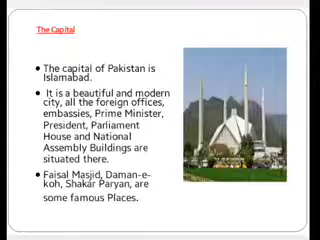 The Capital
The capital of Pakistan is
Islamabad.
It is a beautiful and modern
city, all the foreign offices,
embassies, Prime Minister,
President, Parliament
House and National
Assembly Buildings are
situated there.
Faisal Masjid, Daman-e-
koh, Shakar Paryan, are
some famous Places.